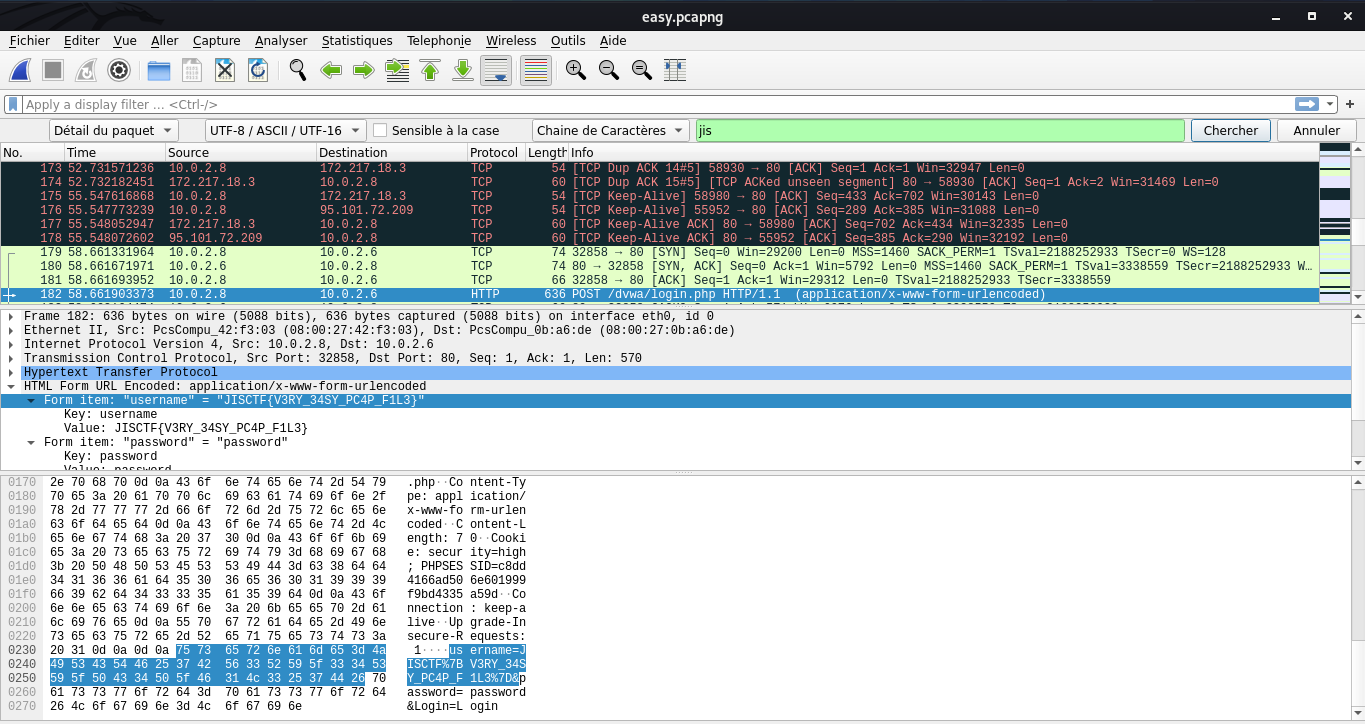 easy.pcapng
Fichier Editer Vue Aller Capture Analyser Statistiques Telephonie Wireless Outils Aide
Apply a display filter … <Ctrl-/>
Détail du paquet UTF-8 / ASCII / UTF-16 Sensible à la case Chaine de Caractères jis Chercher Annuler
No. Time Source Destination Protocol Length Info
173 52.731571236 10.0.2.8 172.217.18.3 TCP 54 [TCP Dup ACK 14#5] 58930 → 80 [ACK] Seq=1 Ack=1 Win=32947 Len=0
174 52.732182451 172.217.18.3 10.0.2.8 TCP 60 [TCP Dup ACK 15#5] [TCP ACKed unseen segment] 80 → 58930 [ACK] Seq=1 Ack=2 Win=31469 Len=0
175 55.547616868 10.0.2.8 172.217.18.3 TCP 54 [TCP Keep-Alive] 58980 → 80 [ACK] Seq=433 Ack=702 Win=30143 Len=0
176 55.547773239 10.0.2.8 95.101.72.209 TCP 54 [TCP Keep-Alive] 55952 → 80 [ACK] Seq=289 Ack=385 Win=31088 Len=0
177 55.548052947 172.217.18.3 10.0.2.8 TCP 60 [TCP Keep-Alive ACK] 80 → 58980 [ACK] Seq=702 Ack=434 Win=32335 Len=0
178 55.548072602 95.101.72.209 10.0.2.8 TCP 60 [TCP Keep-Alive ACK] 80 → 55952 [ACK] Seq=385 Ack=290 Win=32192 Len=0
179 58.661331964 10.0.2.8 10.0.2.6 TCP 74 32858 → 80 [SYN] Seq=0 Win=29200 Len=0 MSS=1460 SACK_PERM=1 TSval=2188252933 TSecr=0 WS=128
180 58.661671971 10.0.2.6 10.0.2.8 TCP 74 80 → 32858 [SYN, ACK] Seq=0 Ack=1 Win=5792 Len=0 MSS=1460 SACK_PERM=1 TSval=3338559 TSecr=2188252933 W…
181 58.661693952 10.0.2.8 10.0.2.6 TCP 66 32858 → 80 [ACK] Seq=1 Ack=1 Win=29312 Len=0 TSval=2188252933 TSecr=3338559
182 58.661903373 10.0.2.8 10.0.2.6 HTTP 636 POST /dvwa/login.php HTTP/1.1 (application/x-www-form-urlencoded)
Frame 182: 636 bytes on wire (5088 bits), 636 bytes captured (5088 bits) on interface eth0, id 0
Ethernet II, Src: PcsCompu_42:f3:03 (08:00:27:42:f3:03), Dst: PcsCompu_0b:a6:de (08:00:27:0b:a6:de)
Internet Protocol Version 4, Src: 10.0.2.8, Dst: 10.0.2.6
Transmission Control Protocol, Src Port: 32858, Dst Port: 80, Seq: 1, Ack: 1, Len: 570
Hypertext Transfer Protocol
HTML Form URL Encoded: application/x-www-form-urlencoded
Form item: "username" = "JISCTF{V3RY_34SY_PC4P_F1L3}"
Key: username
Value: JISCTF{V3RY_34SY_PC4P_F1L3}
Form item: "password" = "password"
Key: password
Value: password
0170 2e 70 68 70 0d 0a 43 6f 6e 74 65 6e 74 2d 54 79 .php··Co ntent-Ty
0180 70 65 3a 20 61 70 70 6c 69 63 61 74 69 6f 6e 2f pe: appl ication/
0190 78 2d 77 77 77 2d 66 6f 72 6d 2d 75 72 6c 65 6e x-www-fo rm-urlen
01a0 63 6f 64 65 64 0d 0a 43 6f 6e 74 65 6e 74 2d 4c coded··C ontent-L
01b0 65 6e 67 74 68 3a 20 37 30 0d 0a 43 6f 6f 6b 69 ength: 7 0··Cooki
01c0 65 3a 20 73 65 63 75 72 69 74 79 3d 68 69 67 68 e: secur ity=high
01d0 3b 20 50 48 50 53 45 53 53 49 44 3d 63 38 64 64 ; PHPSES SID=c8dd
01e0 34 31 36 36 61 64 35 30 36 65 36 30 31 39 39 39 4166ad50 6e601999
01f0 66 39 62 64 34 33 33 35 61 35 39 64 0d 0a 43 6f f9bd4335 a59d··Co
0200 6e 6e 65 63 74 69 6f 6e 3a 20 6b 65 65 70 2d 61 nnection : keep-a
0210 6c 69 76 65 0d 0a 55 70 67 72 61 64 65 2d 49 6e live··Up grade-In
0220 73 65 63 75 72 65 2d 52 65 71 75 65 73 74 73 3a secure-R equests:
0230 20 31 0d 0a 0d 0a 75 73 65 72 6e 61 6d 65 3d 4a 1····us ername=J
0240 49 53 43 54 46 25 37 42 56 33 52 59 5f 33 34 53 ISCTF%7B V3RY_34S
0250 59 5f 50 43 34 50 5f 46 31 4c 33 25 37 44 26 70 Y_PC4P_F 1L3%7D&p
0260 61 73 73 77 6f 72 64 3d 70 61 73 73 77 6f 72 64 assword= password
0270 26 4c 6f 67 69 6e 3d 4c 6f 67 69 6e &Login=L ogin